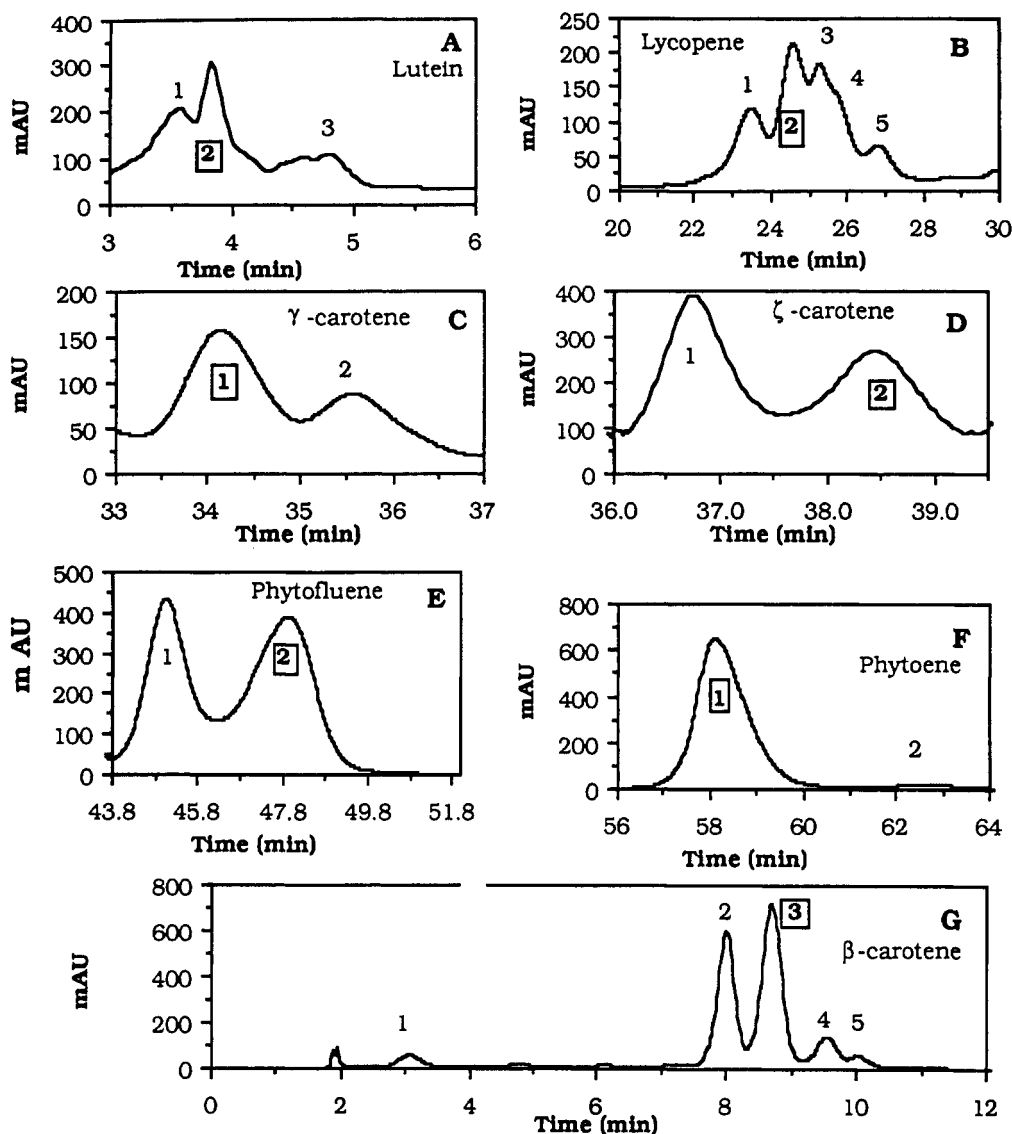 A
Lutein
mAU
400
300
200
100
0
1
2
3
3 4 5 6
Time (min)
B
Lycopene
mAU
250
200
150
100
50
0
1
2
3
4
5
20 22 24 26 28 30
Time (min)
C
γ-carotene
mAU
200
150
100
50
0
1
2
33 34 35 36 37
Time (min)
D
ζ-carotene
mAU
400
300
200
100
0
1
2
36.0 37.0 38.0 39.0
Time (min)
E
Phytofluene
m AU
500
400
300
200
100
0
1
2
43.8 45.8 47.8 49.8 51.8
Time (min)
F
Phytoene
mAU
800
600
400
200
0
1
2
56 58 60 62 64
Time (min)
G
β-carotene
mAU
800
600
400
200
0
1
2
3
4
5
0 2 4 6 8 10 12
Time (min)